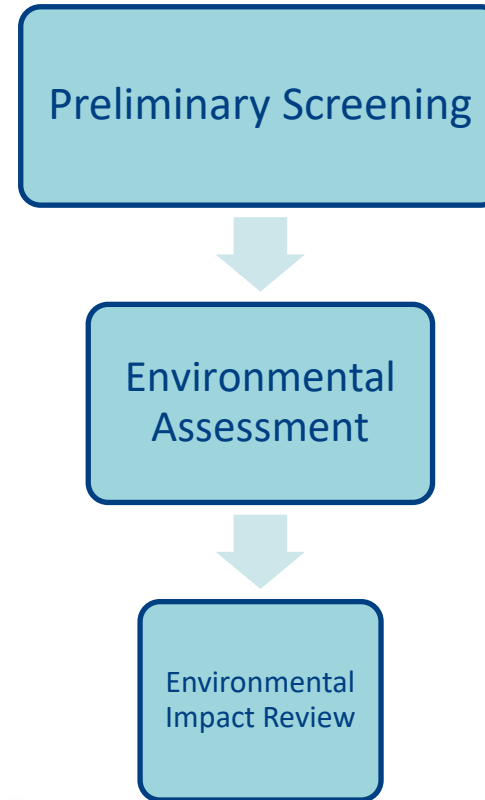 Preliminary Screening
Environmental
Assessment
Environmental
Impact Review